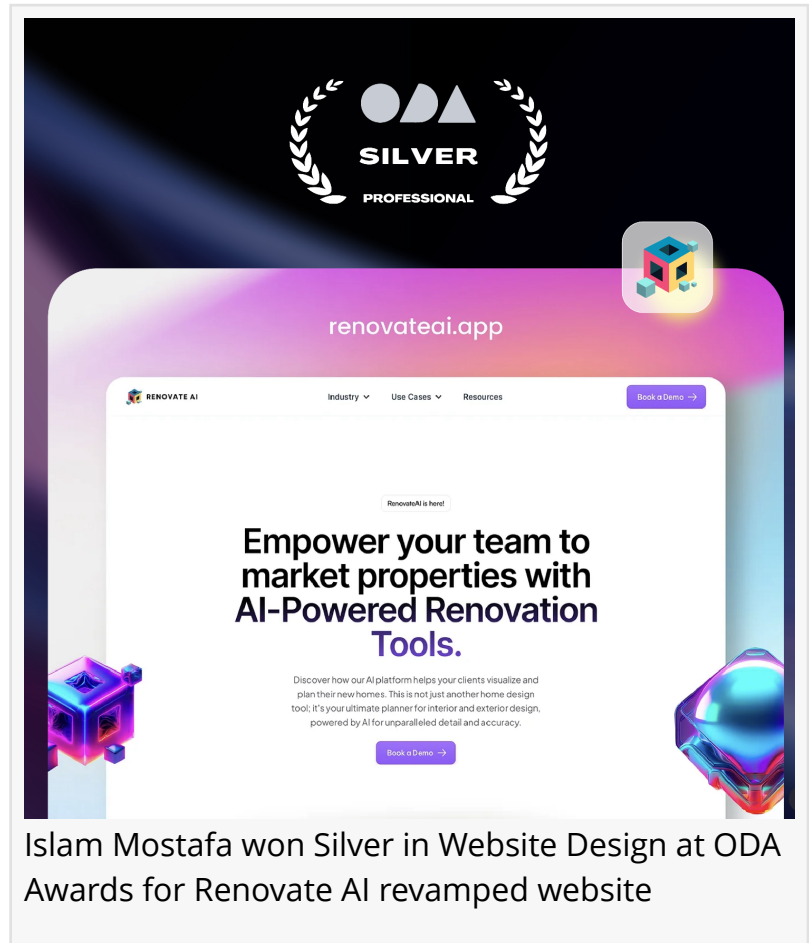 ODA
SILVER
PROFESSIONAL
renovateai.app
RENOVATE AI
Industry
Use Cases
Resources
Book a Demo
RenovateAI is here!
Empower your team to
market properties with
AI-Powered Renovation
Tools.
Discover how our AI platform helps your clients visualize and
plan their new homes. This is not just another home design
tool; it's your ultimate planner for interior and exterior design,
powered by AI for unparalleled detail and accuracy.
Book a Demo
Islam Mostafa won Silver in Website Design at ODA
Awards for Renovate AI revamped website